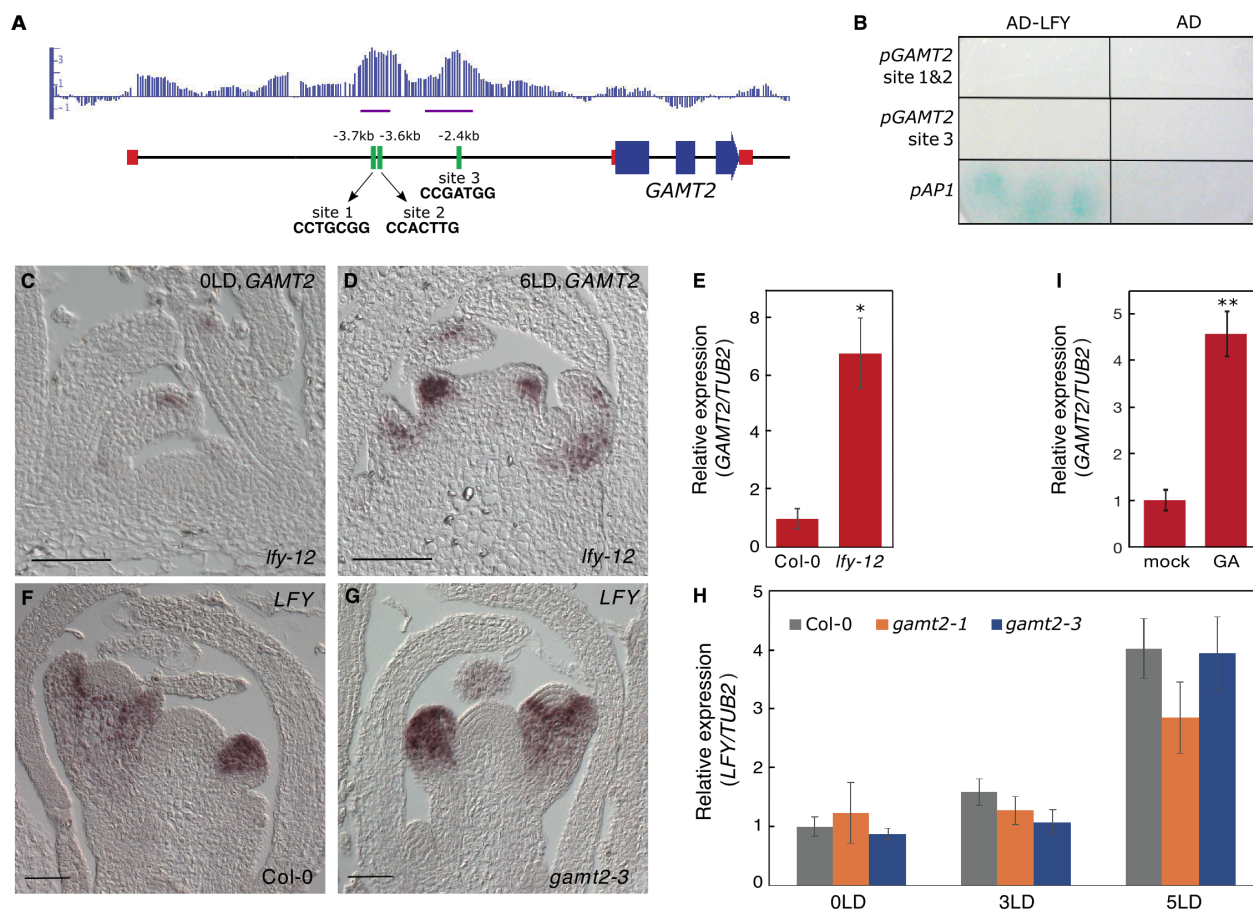 A
3
1
-1
-3.7kb
-3.6kb
-2.4kb
site 1
CCTGCGG
site 2
CCACTTG
site 3
CCGATGG
GAMT2
B
AD-LFY
AD
pGAMT2
site 1&2
pGAMT2
site 3
pAP1
C
0LD, GAMT2
lfy-12
D
6LD, GAMT2
lfy-12
E
Relative expression
(GAMT2/TUB2)
8
6
4
2
0
*
Col-0
lfy-12
I
Relative expression
(GAMT2/TUB2)
5
4
3
2
1
0
**
mock
GA
F
LFY
Col-0
G
LFY
gamt2-3
H
Relative expression
(LFY/TUB2)
5
4
3
2
1
0
Col-0
gamt2-1
gamt2-3
0LD
3LD
5LD